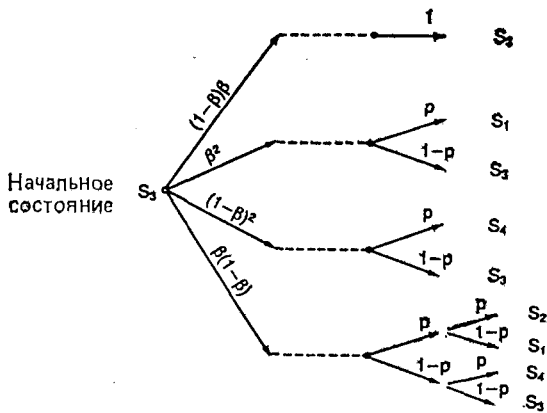 1
S₃
(1–β)β
p
S₁
β²
1–p
S₃
Начальное
состояние
S₃
(1–β)²
p
S₄
1–p
S₃
β(1–β)
p
p
S₂
1–p
S₁
1–p
p
S₄
1–p
S₃